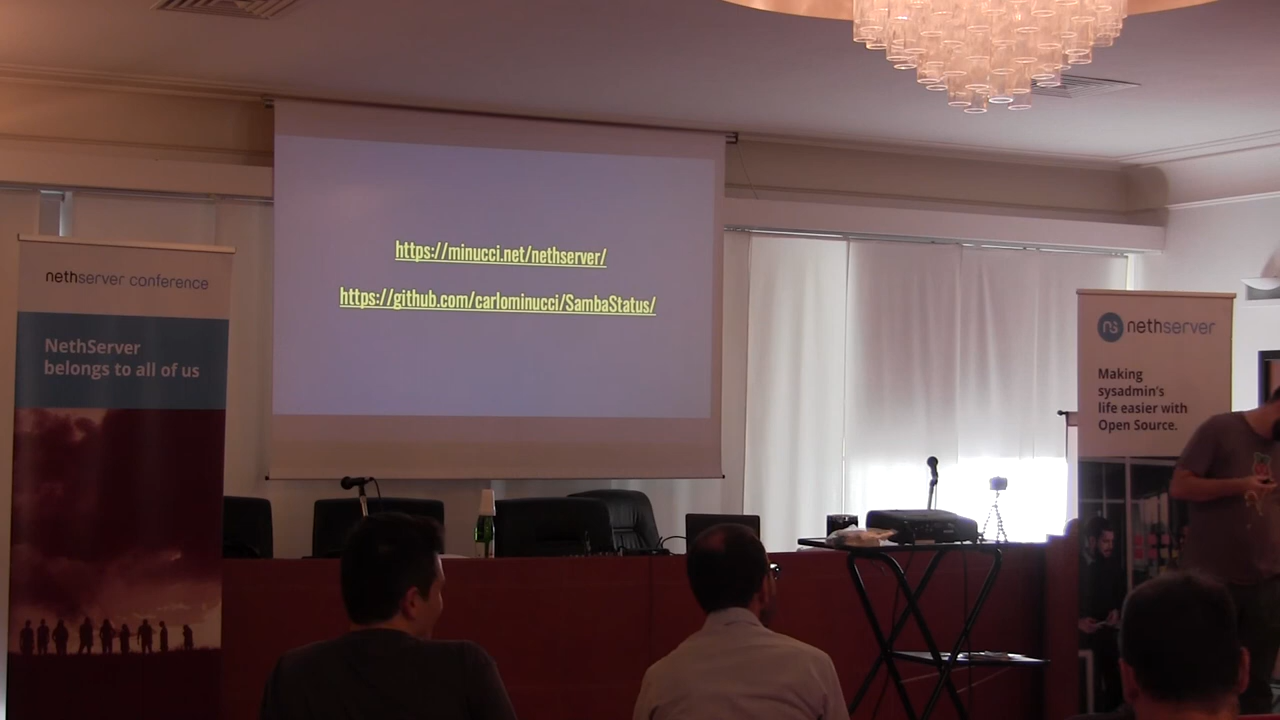 https://minucci.net/nethserver/
https://github.com/carlominucci/SambaStatus/
nethserver conference
NetHServer
belongs to all of us
ns nethserver
Making
sysadmin's
life easier with
Open Source.